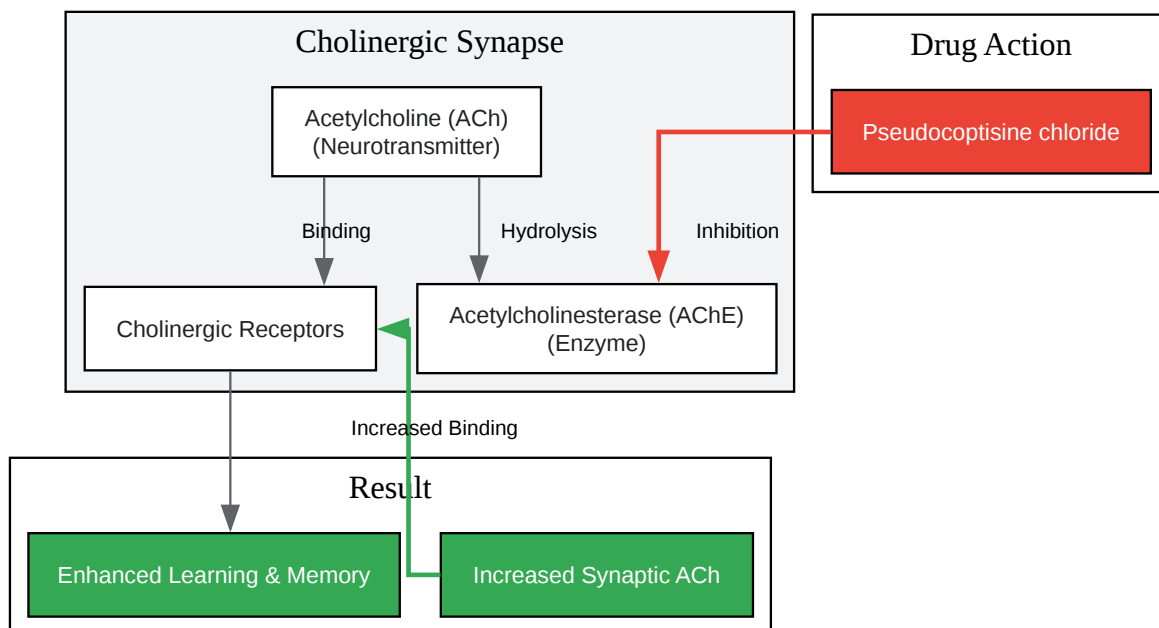 Cholinergic Synapse
Drug Action
Acetylcholine (ACh)
(Neurotransmitter)
Pseudocoptisine chloride
Binding
Hydrolysis
Inhibition
Cholinergic Receptors
Acetylcholinesterase (AChE)
(Enzyme)
Increased Binding
Result
Enhanced Learning & Memory
Increased Synaptic ACh